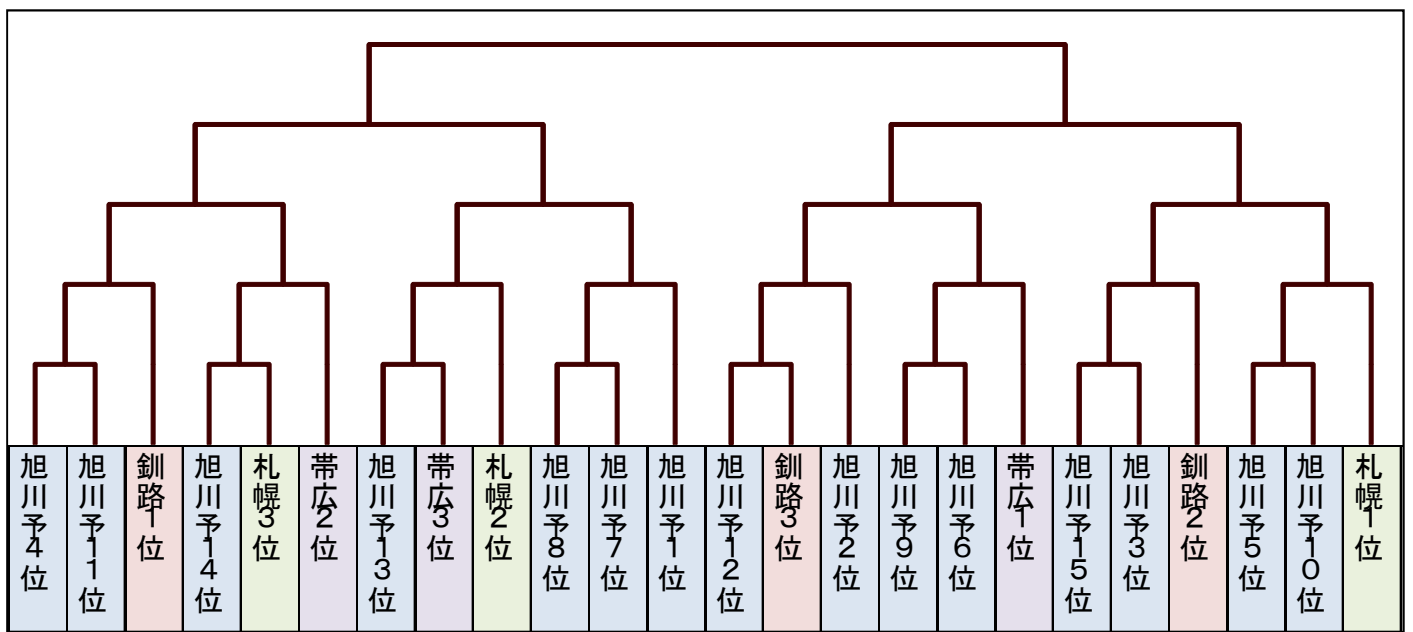 旭川予4位
旭川予11位
釧路1位
旭川予14位
札幌3位
帯広2位
旭川予13位
帯広3位
札幌2位
旭川予8位
旭川予7位
旭川予1位
旭川予12位
釧路3位
旭川予2位
旭川予9位
旭川予6位
帯広1位
旭川予15位
旭川予3位
釧路2位
旭川予5位
旭川予10位
札幌1位